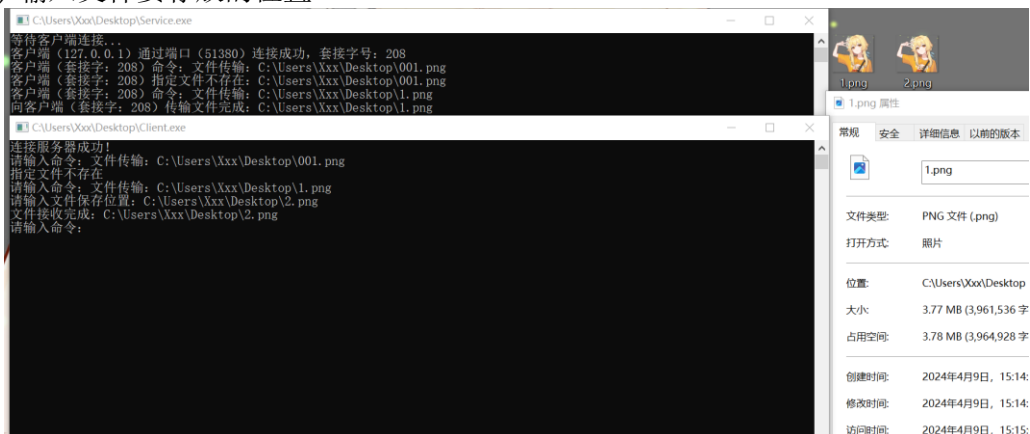 输入文件要存放的位置
C:\Users\Xxx\Desktop\Service.exe
等待客户端连接...
客户端（127.0.0.1）通过端口（51380）连接成功，套接字号：208
客户端（套接字：208）命令：文件传输：C:\Users\Xxx\Desktop\001.png
客户端（套接字：208）指定文件不存在：C:\Users\Xxx\Desktop\001.png
客户端（套接字：208）命令：文件传输：C:\Users\Xxx\Desktop\1.png
向客户端（套接字：208）传输文件完成：C:\Users\Xxx\Desktop\1.png
C:\Users\Xxx\Desktop\Client.exe
连接服务器成功！
请输入命令：文件传输：C:\Users\Xxx\Desktop\001.png
指定文件不存在
请输入命令：文件传输：C:\Users\Xxx\Desktop\1.png
请输入文件保存位置：C:\Users\Xxx\Desktop\2.png
文件接收完成：C:\Users\Xxx\Desktop\2.png
请输入命令：
1.png 2.png
1.png 属性
常规 安全 详细信息 以前的版本
1.png
文件类型: PNG 文件 (.png)
打开方式: 照片
位置: C:\Users\Xxx\Desktop
大小: 3.77 MB (3,961,536 字
占用空间: 3.78 MB (3,964,928 字
创建时间: 2024年4月9日，15:14:
修改时间: 2024年4月9日，15:14:
访问时间: 2024年4月9日，15:15: